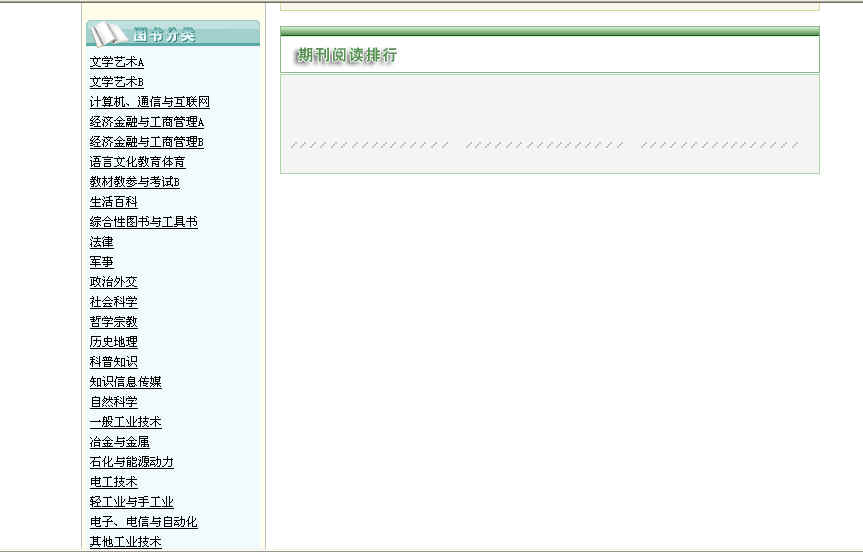 图书分类
文学艺术A
文学艺术B
计算机、通信与互联网
经济金融与工商管理A
经济金融与工商管理B
语言文化教育体育
教材教参与考试B
生活百科
综合性图书与工具书
法律
军事
政治外交
社会科学
哲学宗教
历史地理
科普知识
知识信息传媒
自然科学
一般工业技术
冶金与金属
石化与能源动力
电工技术
轻工业与手工业
电子、电信与自动化
其他工业技术
期刊阅读排行